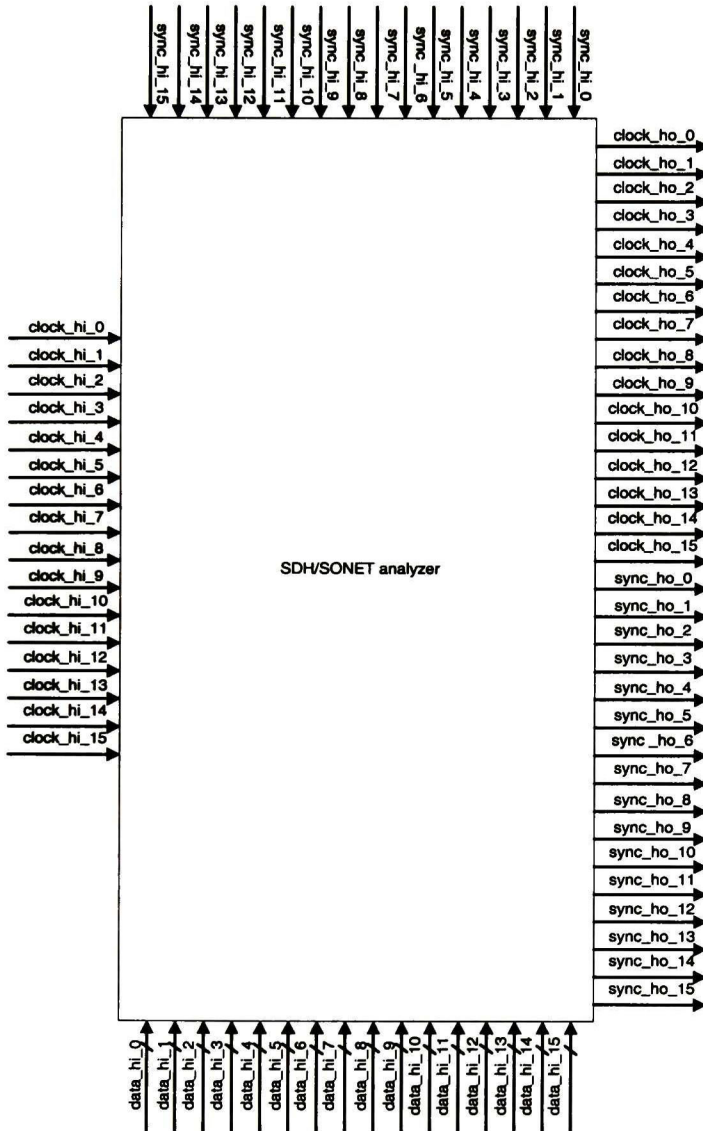 sync_hi_15
sync_hi_14
sync_hi_13
sync_hi_12
sync_hi_11
sync_hi_10
sync_hi_9
sync_hi_8
sync_hi_7
sync _hi_6
sync_hi_5
sync_hi_4
sync_hi_3
sync_hi_2
sync_hi_1
sync_hi_0
clock_hi_0
clock_hi_1
clock_hi_2
clock_hi_3
clock_hi_4
clock_hi_5
clock_hi_6
clock_hi_7
clock_hi_8
clock_hi_9
clock_hi_10
clock_hi_11
clock_hi_12
clock_hi_13
clock_hi_14
clock_hi_15
SDH/SONET analyzer
clock_ho_0
clock_ho_1
clock_ho_2
clock_ho_3
clock_ho_4
clock_ho_5
clock_ho_6
clock_ho_7
clock_ho_8
clock_ho_9
clock_ho_10
clock_ho_11
clock_ho_12
clock_ho_13
clock_ho_14
clock_ho_15
sync_ho_0
sync_ho_1
sync_ho_2
sync_ho_3
sync_ho_4
sync_ho_5
sync _ho_6
sync_ho_7
sync_ho_8
sync_ho_9
sync_ho_10
sync_ho_11
sync_ho_12
sync_ho_13
sync_ho_14
sync_ho_15
data_hi_0
data_hi_1
data_hi_2
data_hi_3
data_hi_4
data_hi_5
data_hi_6
data_hi_7
data_hi_8
data_hi_9
data_hi_10
data_hi_11
data_hi_12
data_hi_13
data_hi_14
data_hi_15